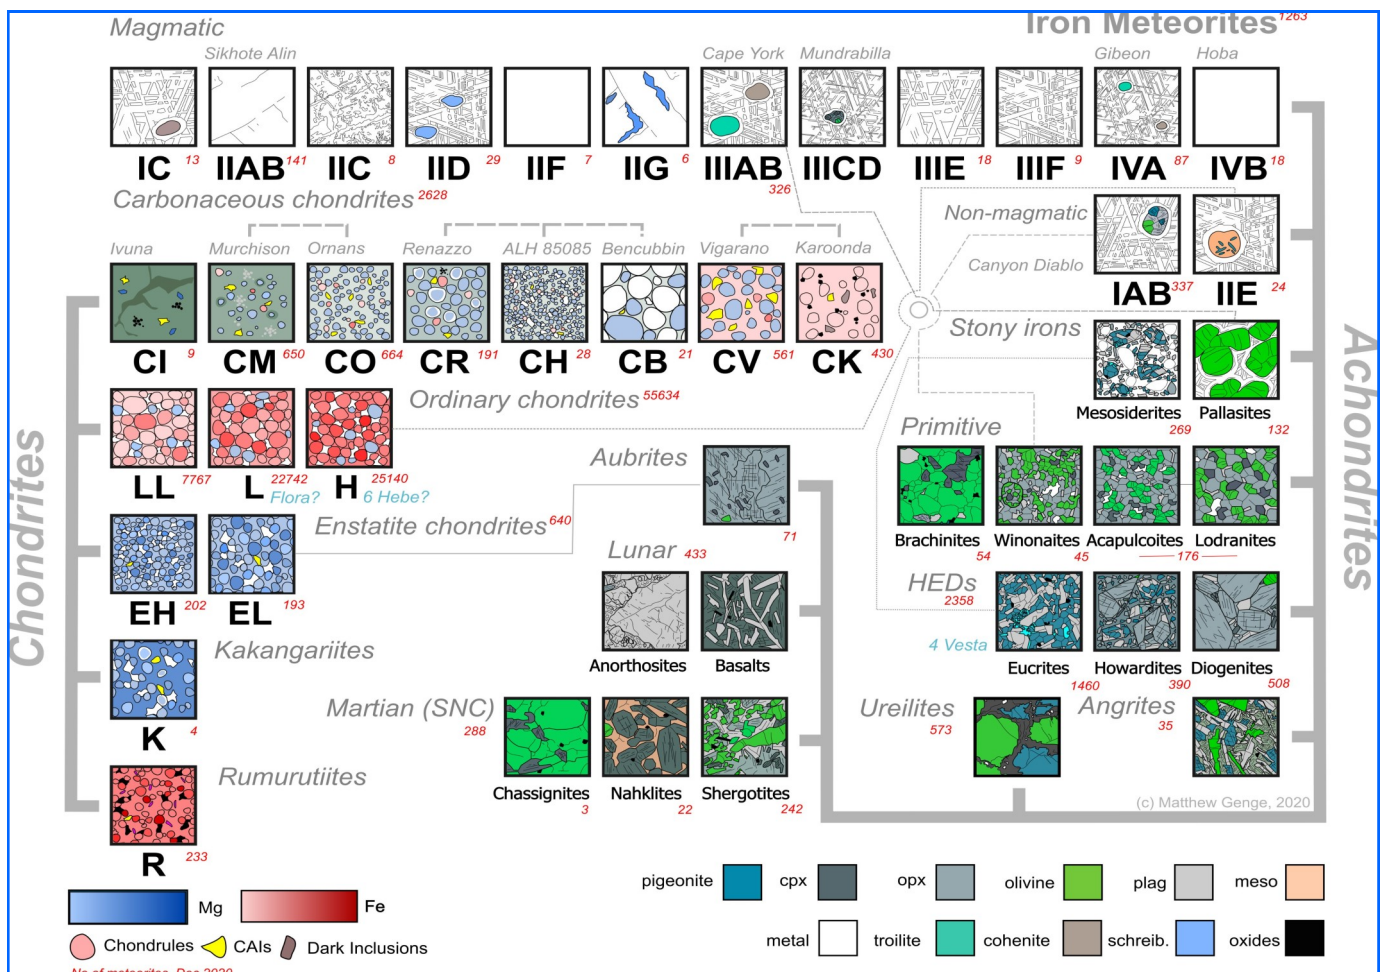 Magmatic
Iron Meteorites 1263
Sikhote Alin
Cape York
Mundrabilla
Gibeon
Hoba
IC 13
IIAB 141
IIC 8
IID 29
IIF 7
IIG 6
IIIAB 326
IIICD
IIIE 18
IIIF 9
IVA 87
IVB 18
Carbonaceous chondrites 2628
Non-magmatic
Canyon Diablo
IAB 337
IIE 24
Ivuna
Murchison
Ornans
Renazzo
ALH 85085
Bencubbin
Vigarano
Karoonda
CI 9
CM 650
CO 664
CR 191
CH 28
CB 21
CV 561
CK 430
Stony irons
Mesosiderites 269
Pallasites 132
Ordinary chondrites 55634
LL 7767
L 22742
Flora?
H 25140
6 Hebe?
Primitive
Brachinites 54
Winonaites 45
Acapulcoites
Lodranites
176
Aubrites
71
Enstatite chondrites 640
EH 202
EL 193
Lunar 433
Anorthosites
Basalts
HEDs
2358
4 Vesta
Eucrites 1460
Howardites 390
Diogenites 508
Kakangariites
K 4
Martian (SNC)
288
Chassignites 3
Nahklites 22
Shergotites 242
Ureilites
573
Angrites
35
Rumurutiites
R 233
Chondrites
Achondrites
(c) Matthew Genge, 2020
pigeonite
cpx
opx
olivine
plag
meso
metal
troilite
cohenite
schreib.
oxides
Mg
Fe
Chondrules
CAIs
Dark Inclusions
No of meteorites, Dec 2020